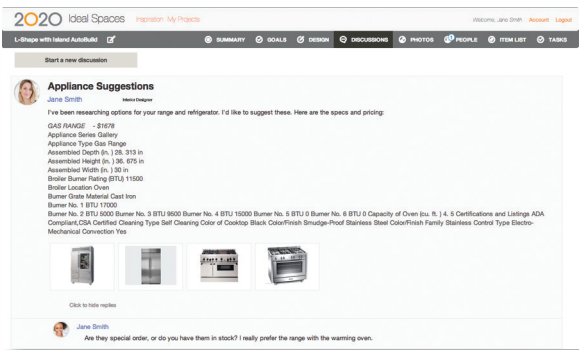 2020 Ideal Spaces Inspiration My Projects Welcome, Jane Smith Account Logout
L-Shape with Island AutoBuild SUMMARY GOALS DESIGN DISCUSSIONS PHOTOS PEOPLE ITEM LIST TASKS
Start a new discussion
Appliance Suggestions
Jane Smith Interior Designer
I've been researching options for your range and refrigerator. I'd like to suggest these. Here are the specs and pricing:
GAS RANGE - $1678
Appliance Series Gallery
Appliance Type Gas Range
Assembled Depth (in. ) 28. 313 in
Assembled Height (in. ) 36. 675 in
Assembled Width (in. ) 30 in
Broiler Burner Rating (BTU) 11500
Broiler Location Oven
Burner Grate Material Cast Iron
Burner No. 1 BTU 17000
Burner No. 2 BTU 5000 Burner No. 3 BTU 9500 Burner No. 4 BTU 15000 Burner No. 5 BTU 0 Burner No. 6 BTU 0 Capacity of Oven (cu. ft. ) 4. 5 Certifications and Listings ADA
Compliant,CSA Certified Cleaning Type Self Cleaning Color of Cooktop Black Color/Finish Smudge-Proof Stainless Steel Color/Finish Family Stainless Control Type Electro-
Mechanical Convection Yes
Click to hide replies
Jane Smith
Are they special order, or do you have them in stock? I really prefer the range with the warming oven.